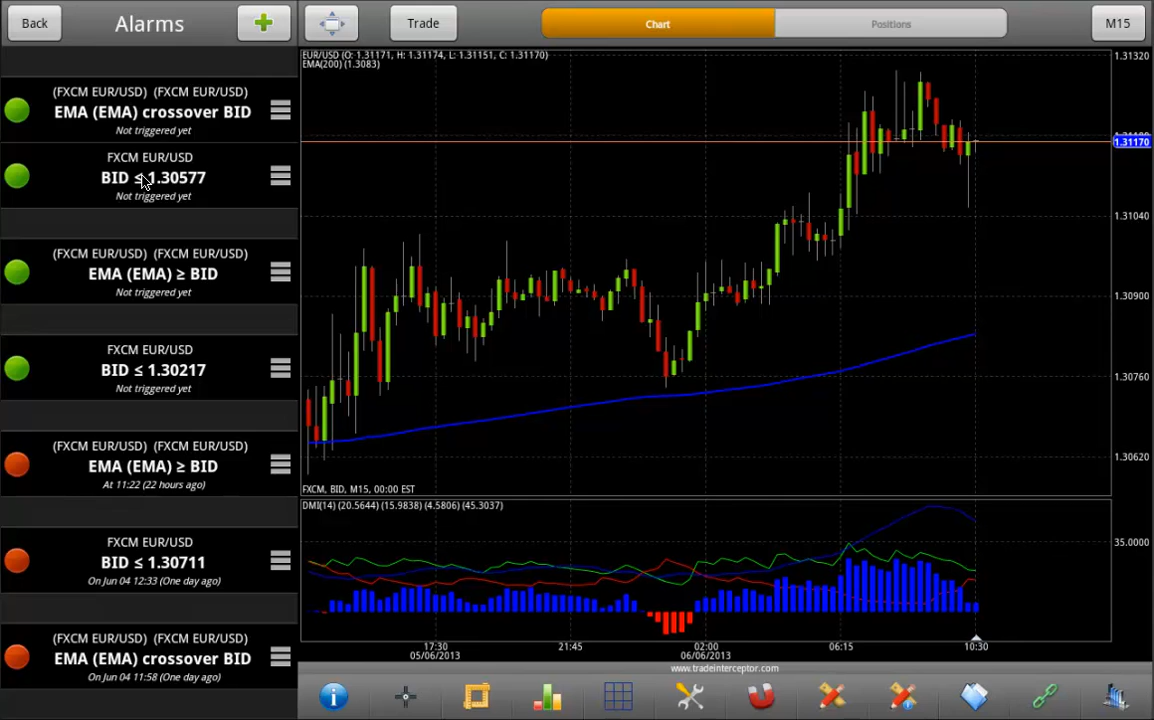 Back
Alarms
Trade
Chart
Positions
M15
(FXCM EUR/USD) (FXCM EUR/USD)
EMA (EMA) crossover BID
Not triggered yet
FXCM EUR/USD
BID ≤ 1.30577
Not triggered yet
(FXCM EUR/USD) (FXCM EUR/USD)
EMA (EMA) ≥ BID
Not triggered yet
FXCM EUR/USD
BID ≤ 1.30217
Not triggered yet
(FXCM EUR/USD) (FXCM EUR/USD)
EMA (EMA) ≥ BID
At 11:22 (22 hours ago)
FXCM EUR/USD
BID ≤ 1.30711
On Jun 04 12:33 (One day ago)
(FXCM EUR/USD) (FXCM EUR/USD)
EMA (EMA) crossover BID
On Jun 04 11:58 (One day ago)
EUR/USD (O: 1.31171, H: 1.31174, L: 1.31151, C: 1.31170)
EMA(200) (1.3083)
1.31320
1.31170
1.31040
1.30900
1.30760
1.30620
FXCM, BID, M15, 00:00 EST
DMI(14) (20.5644) (15.9838) (4.5806) (45.3037)
35.0000
17:30 21:45 02:00 06:15 10:30
05/06/2013 06/06/2013
www.tradeinterceptor.com